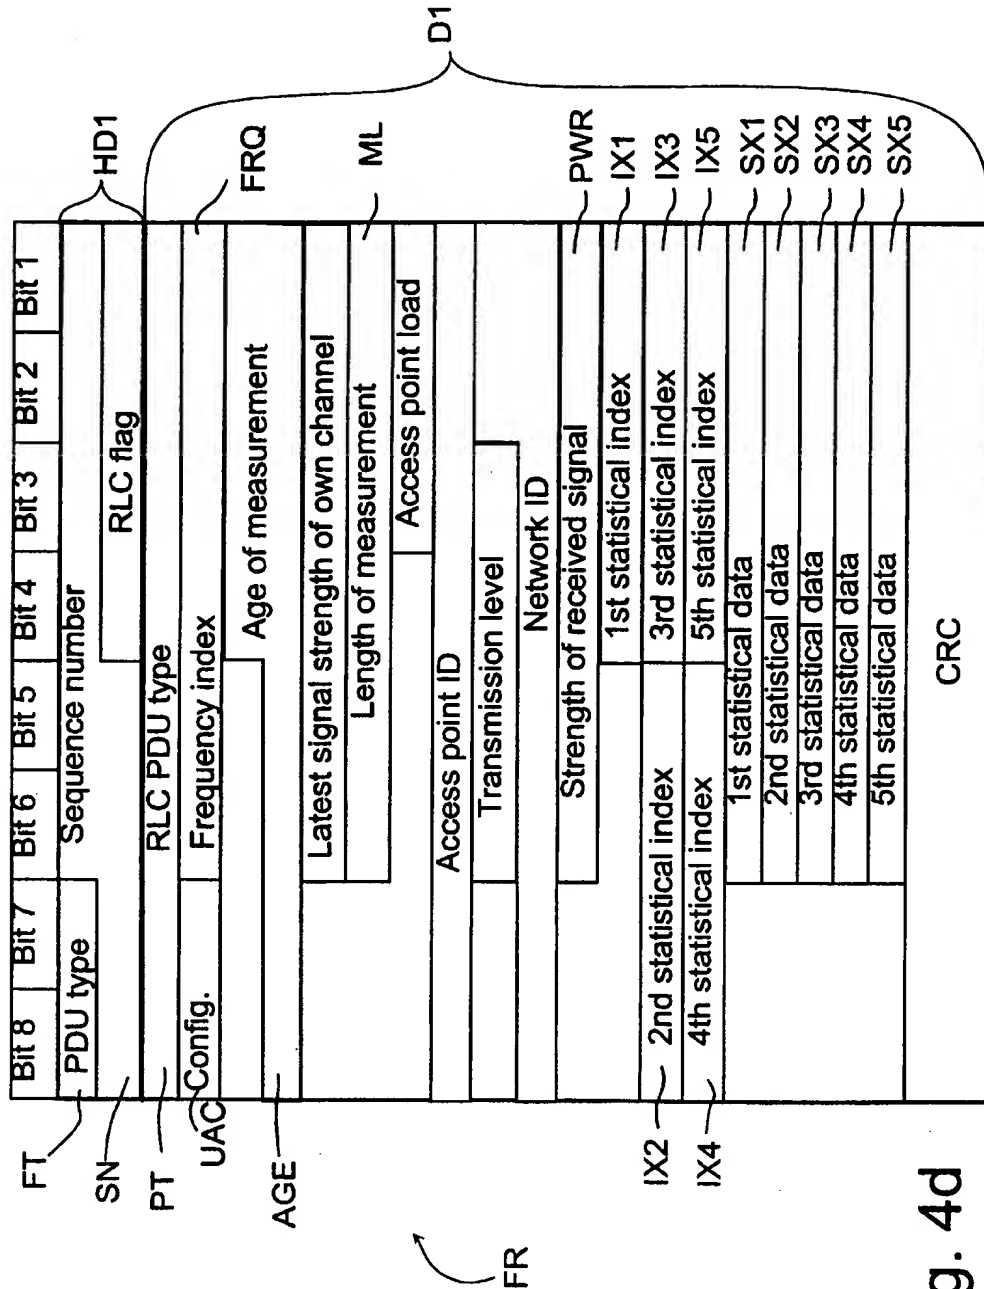 Bit 8 Bit 7 Bit 6 Bit 5 Bit 4 Bit 3 Bit 2 Bit 1
FT PDU type Sequence number HD1
SN RLC flag
PT RLC PDU type
UAC Config. Frequency index FRQ
AGE Age of measurement D1
Latest signal strength of own channel
Length of measurement ML
Access point load
Access point ID
Transmission level
Network ID
Strength of received signal PWR
1st statistical index IX1
IX2 2nd statistical index 3rd statistical index IX3
IX4 4th statistical index 5th statistical index IX5
1st statistical data SX1
2nd statistical data SX2
3rd statistical data SX3
4th statistical data SX4
5th statistical data SX5
CRC
FR
g. 4d